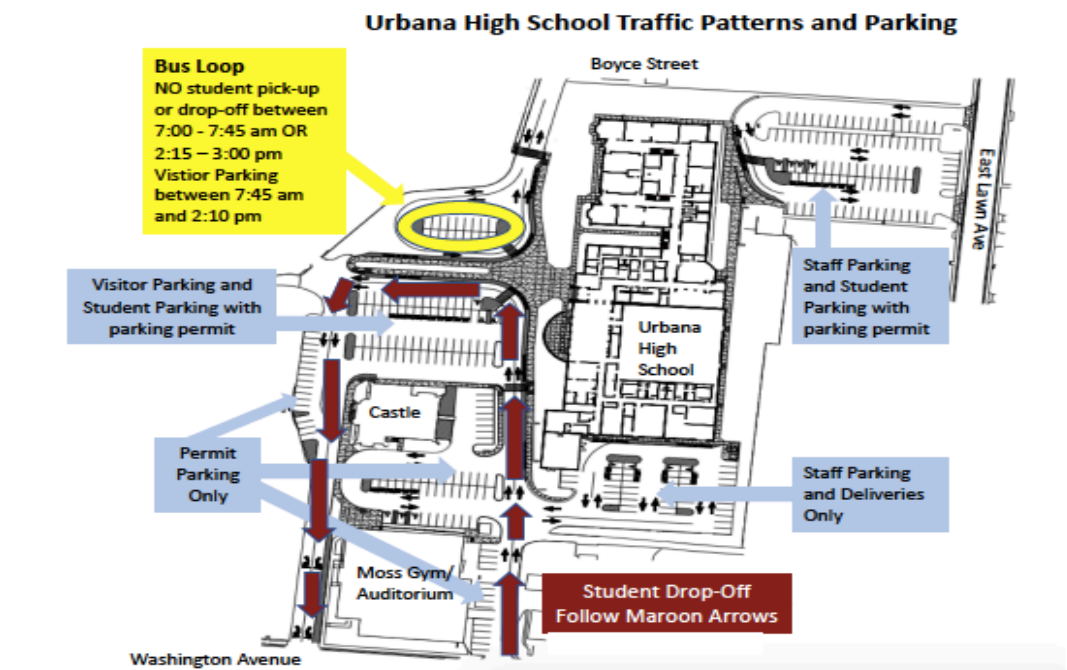 Urbana High School Traffic Patterns and Parking
Bus Loop
NO student pick-up
or drop-off between
7:00 - 7:45 am OR
2:15 – 3:00 pm
Vistior Parking
between 7:45 am
and 2:10 pm
Boyce Street
East Lawn Ave
Visitor Parking and
Student Parking with
parking permit
Staff Parking
and Student
Parking with
parking permit
Urbana
High
School
Castle
Permit
Parking
Only
Staff Parking
and Deliveries
Only
Moss Gym/
Auditorium
Student Drop-Off
Follow Maroon Arrows
Washington Avenue